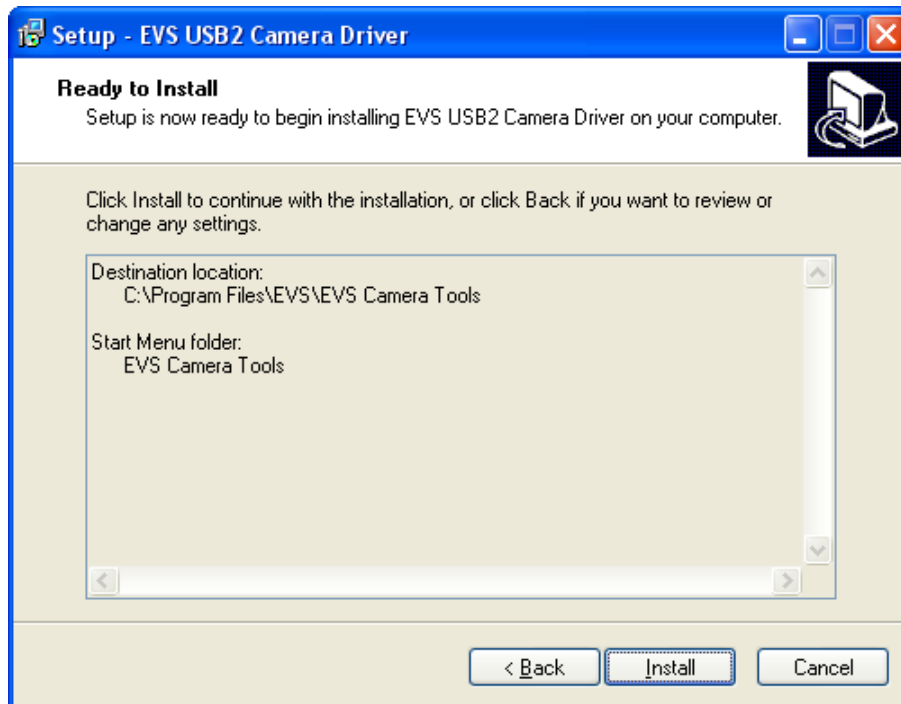 Setup - EVS USB2 Camera Driver
Ready to Install
Setup is now ready to begin installing EVS USB2 Camera Driver on your computer.
Click Install to continue with the installation, or click Back if you want to review or
change any settings.
Destination location:
C:\Program Files\EVS\EVS Camera Tools
Start Menu folder:
EVS Camera Tools
< Back
Install
Cancel